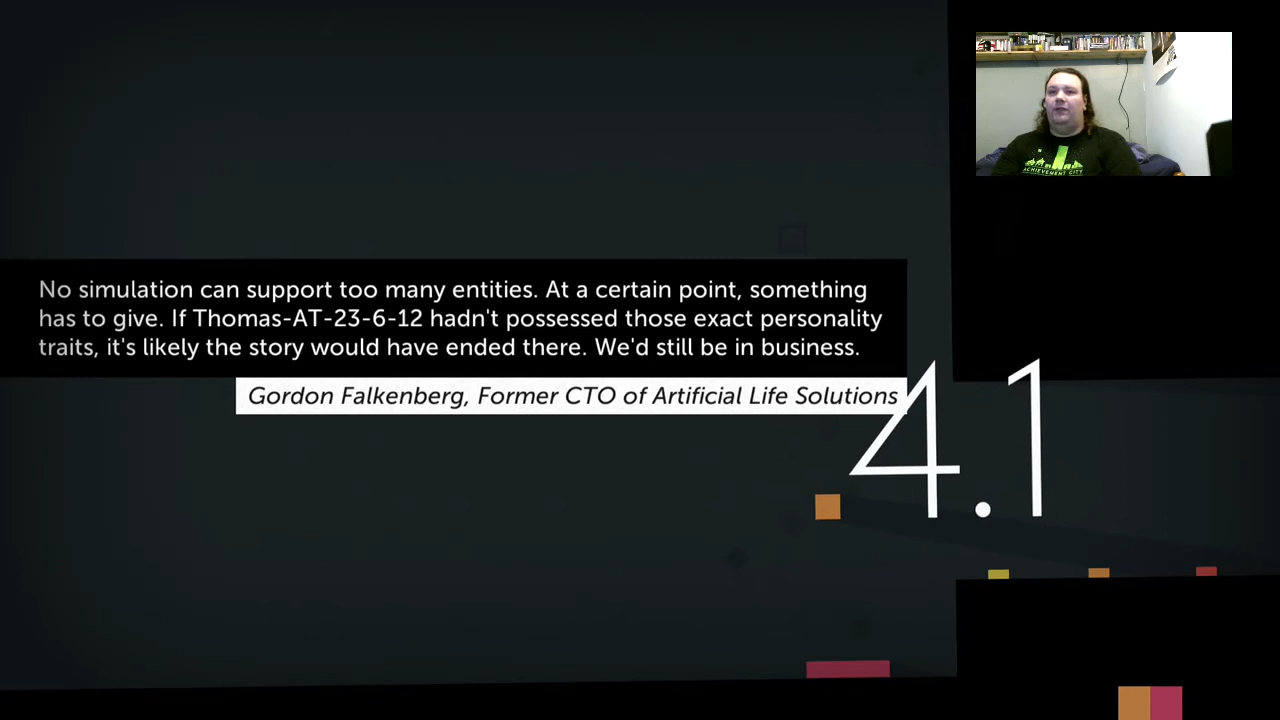 No simulation can support too many entities. At a certain point, something
has to give. If Thomas-AT-23-6-12 hadn't possessed those exact personality
traits, it's likely the story would have ended there. We'd still be in business.
Gordon Falkenberg, Former CTO of Artificial Life Solutions
4.1
ACHIEVEMENT CITY